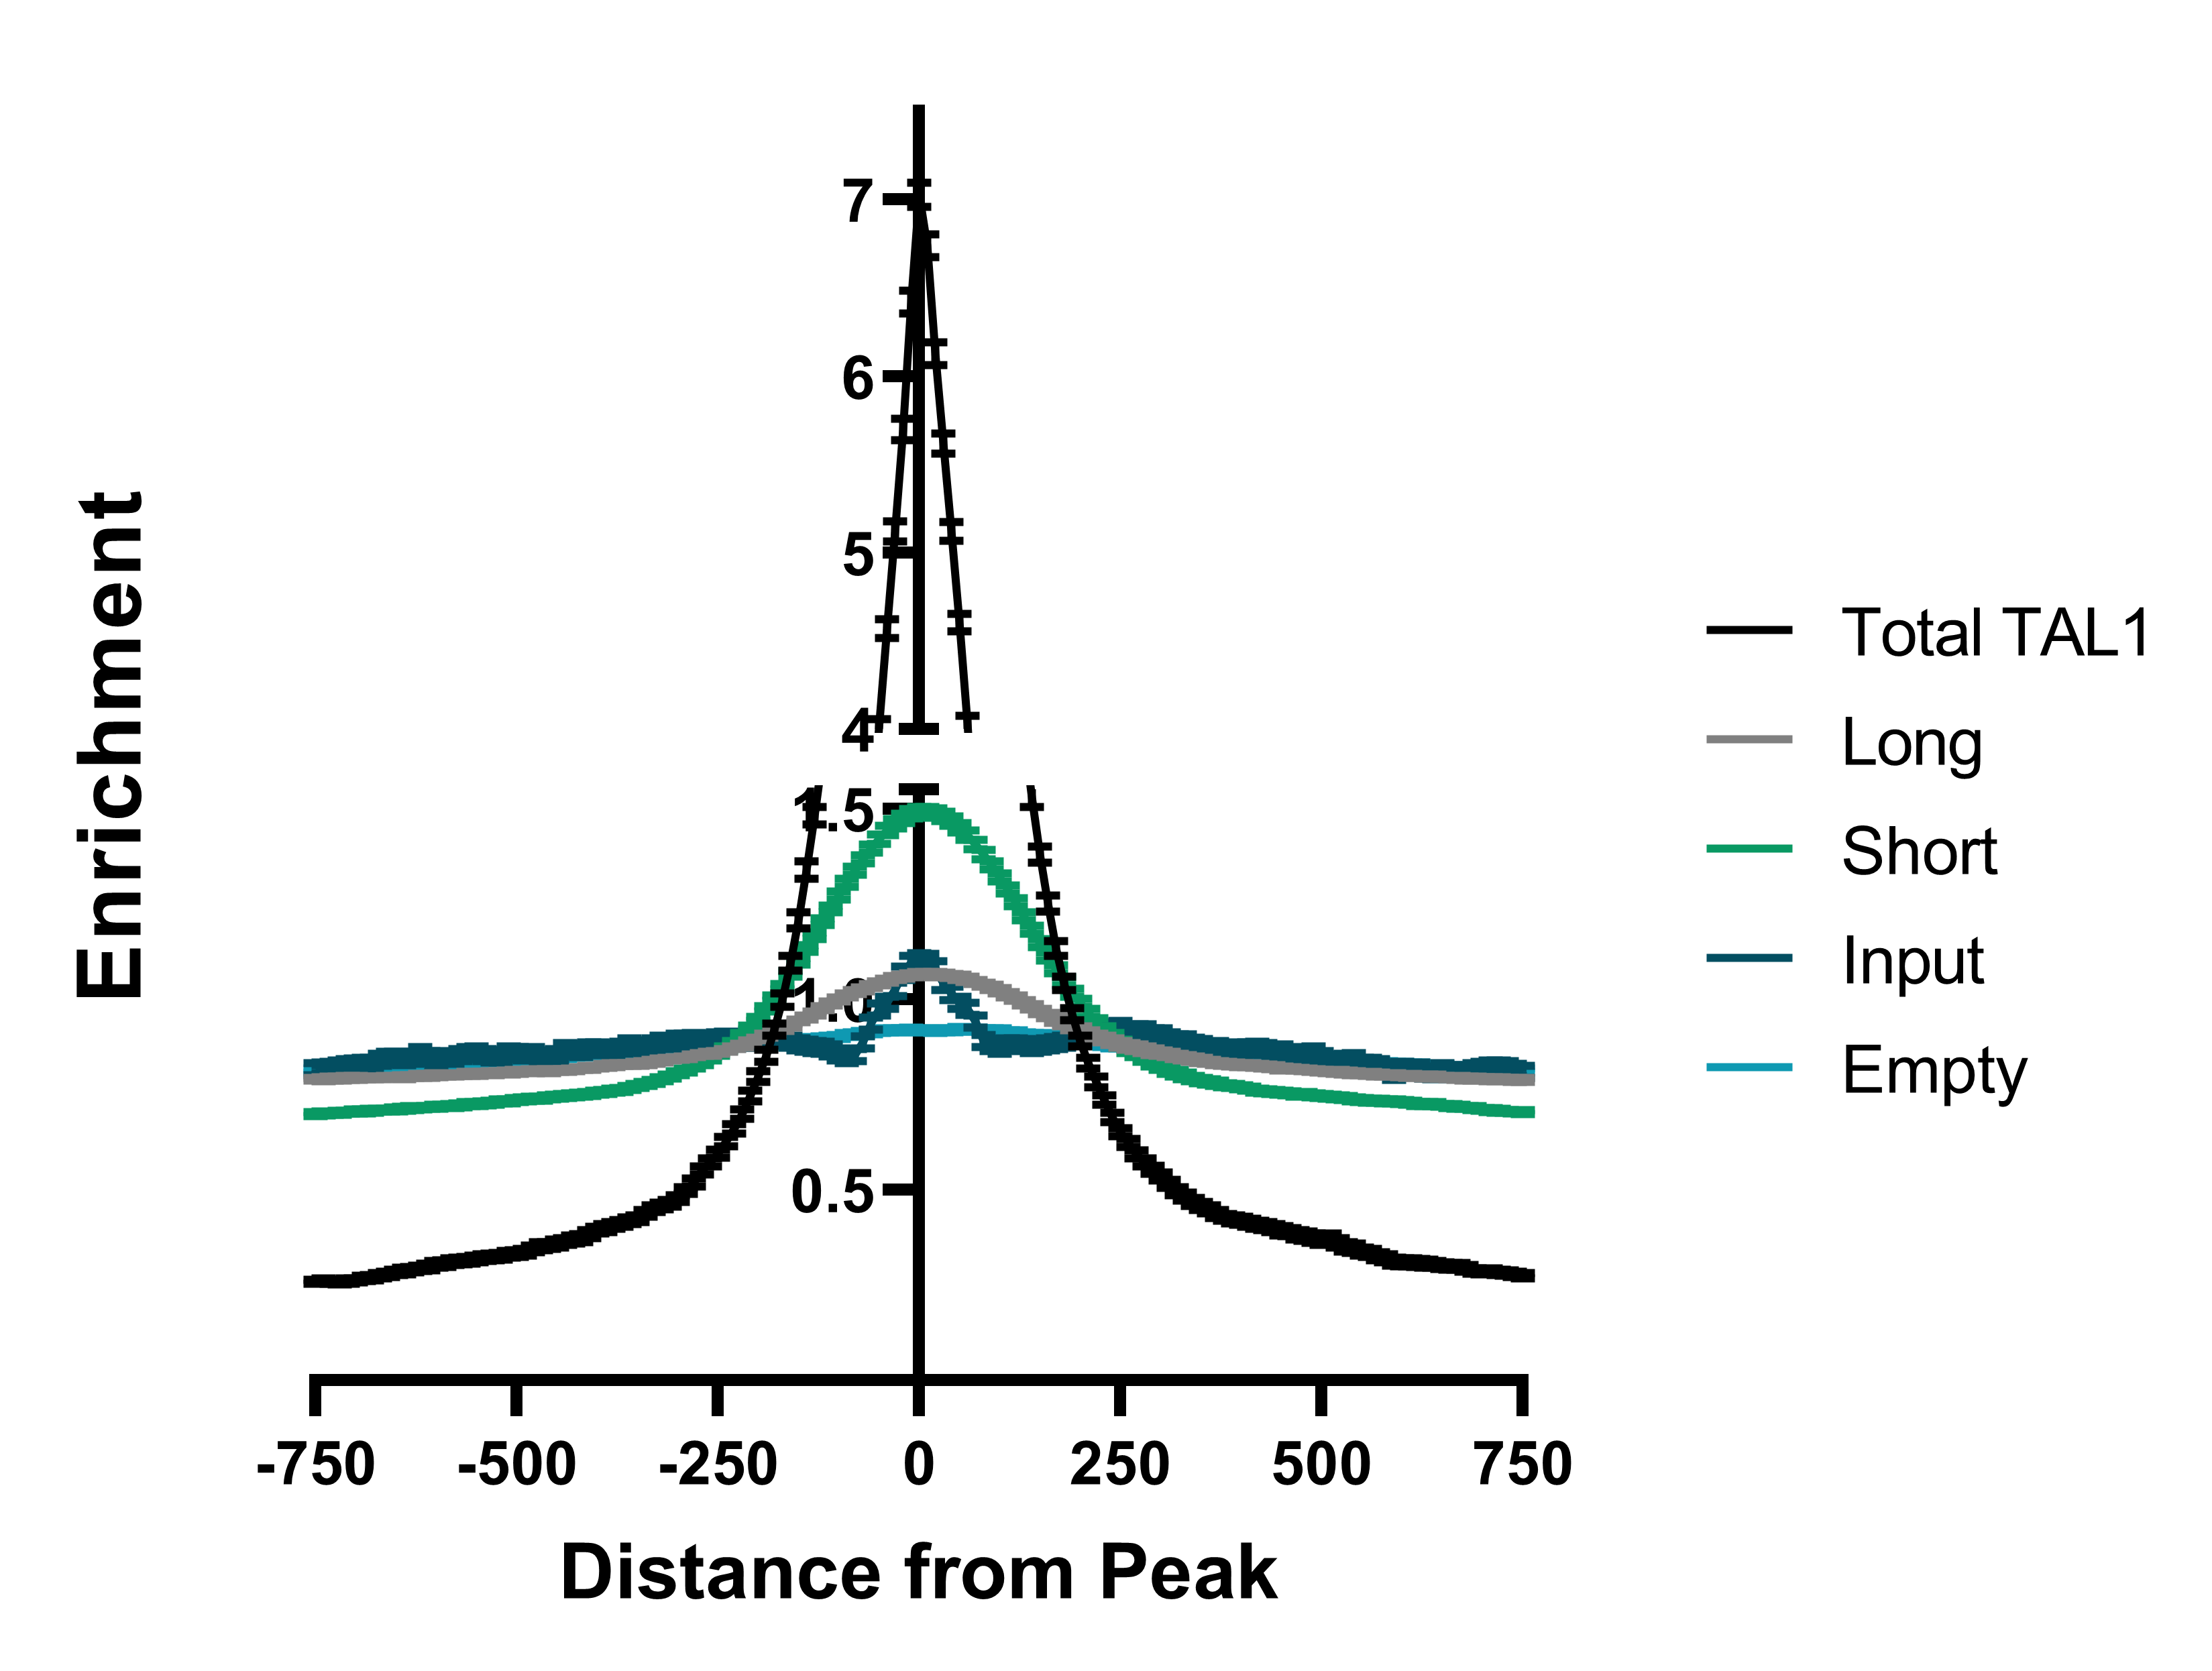 7
6
5
4
1.5
1.0
0.5
Enrichment
-750 -500 -250 0 250 500 750
Distance from Peak
Total TAL1
Long
Short
Input
Empty